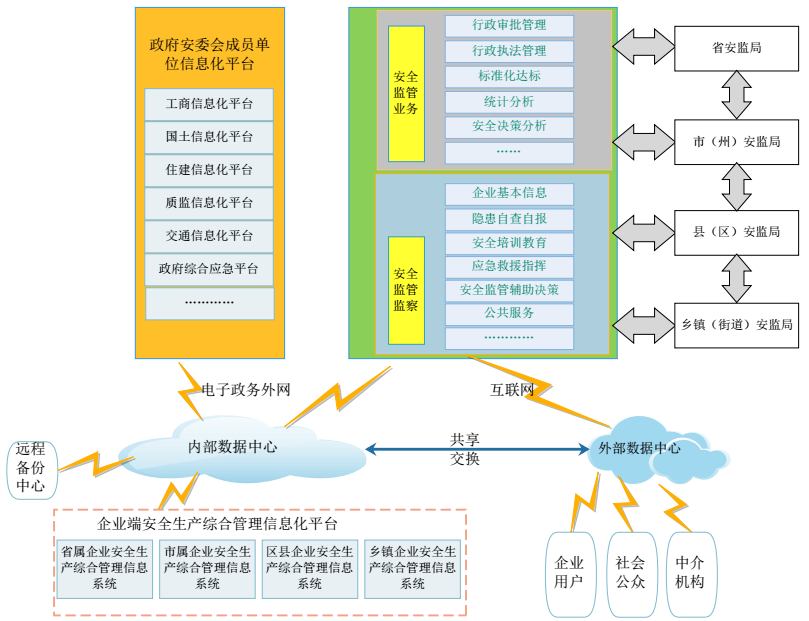 政府安委会成员单
位信息化平台
工商信息化平台
国土信息化平台
住建信息化平台
质监信息化平台
交通信息化平台
政府综合应急平台
…………
安全
监管
业务
行政审批管理
行政执法管理
标准化达标
统计分析
安全决策分析
……
安全
监管
监察
企业基本信息
隐患自查自报
安全培训教育
应急救援指挥
安全监管辅助决策
公共服务
…………
省安监局
市（州）安监局
县（区）安监局
乡镇（街道）安监局
电子政务外网
互联网
内部数据中心
共享
交换
外部数据中心
远程
备份
中心
企业端安全生产综合管理信息化平台
省属企业安全生
产综合管理信息
系统
市属企业安全生
产综合管理信息
系统
区县企业安全生
产综合管理信息
系统
乡镇企业安全生
产综合管理信息
系统
企业
用户
社会
公众
中介
机构